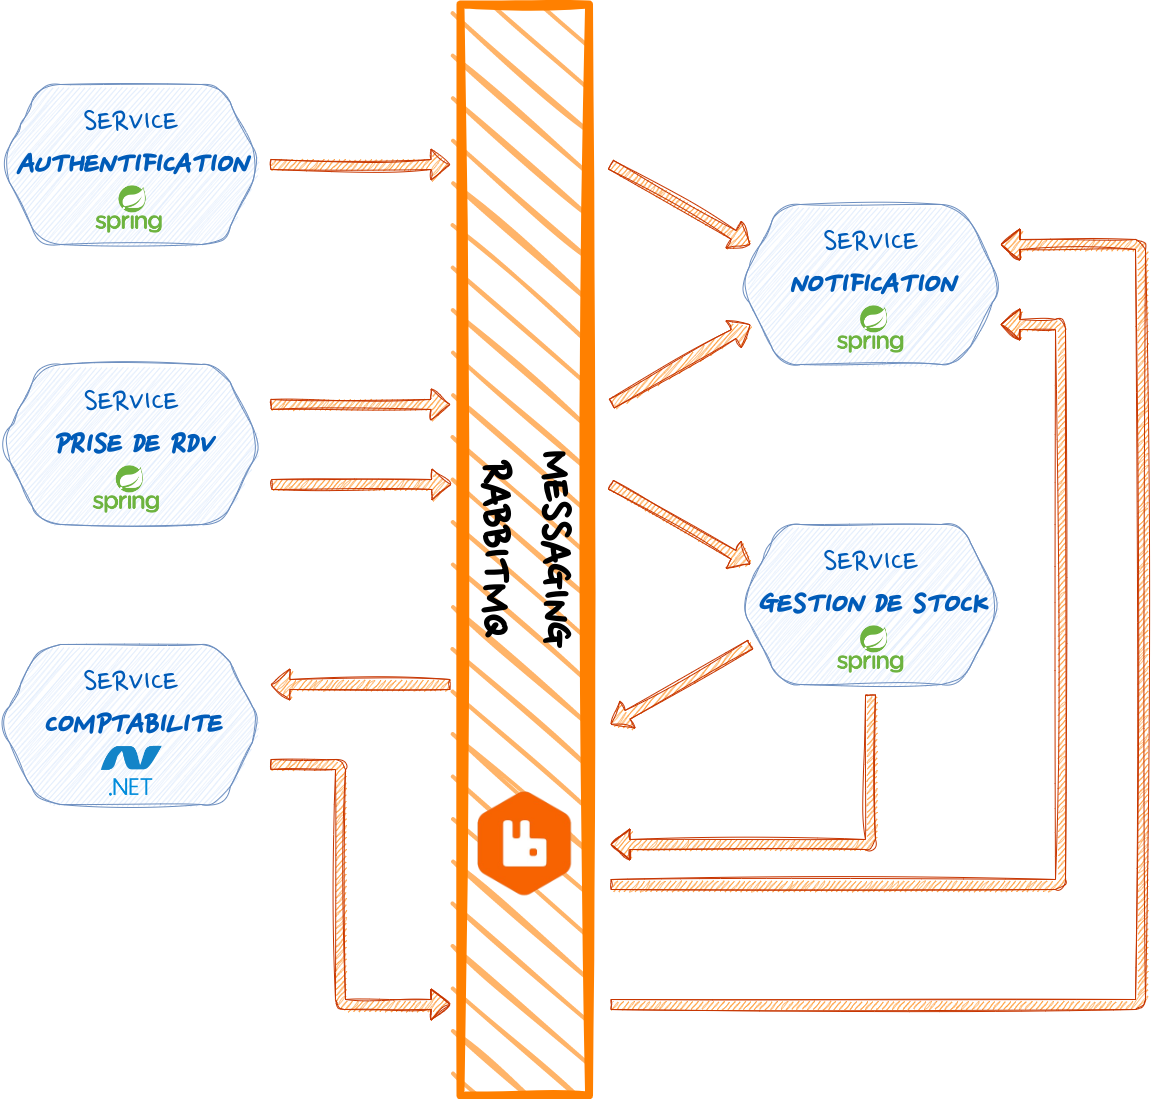 SERVICE
AUTHENTIFICATION
spring
SERVICE
NOTIFICATION
spring
SERVICE
PRISE DE RDV
spring
MESSAGING
RABBITMQ
SERVICE
GESTION DE STOCK
spring
SERVICE
COMPTABILITE
.NET